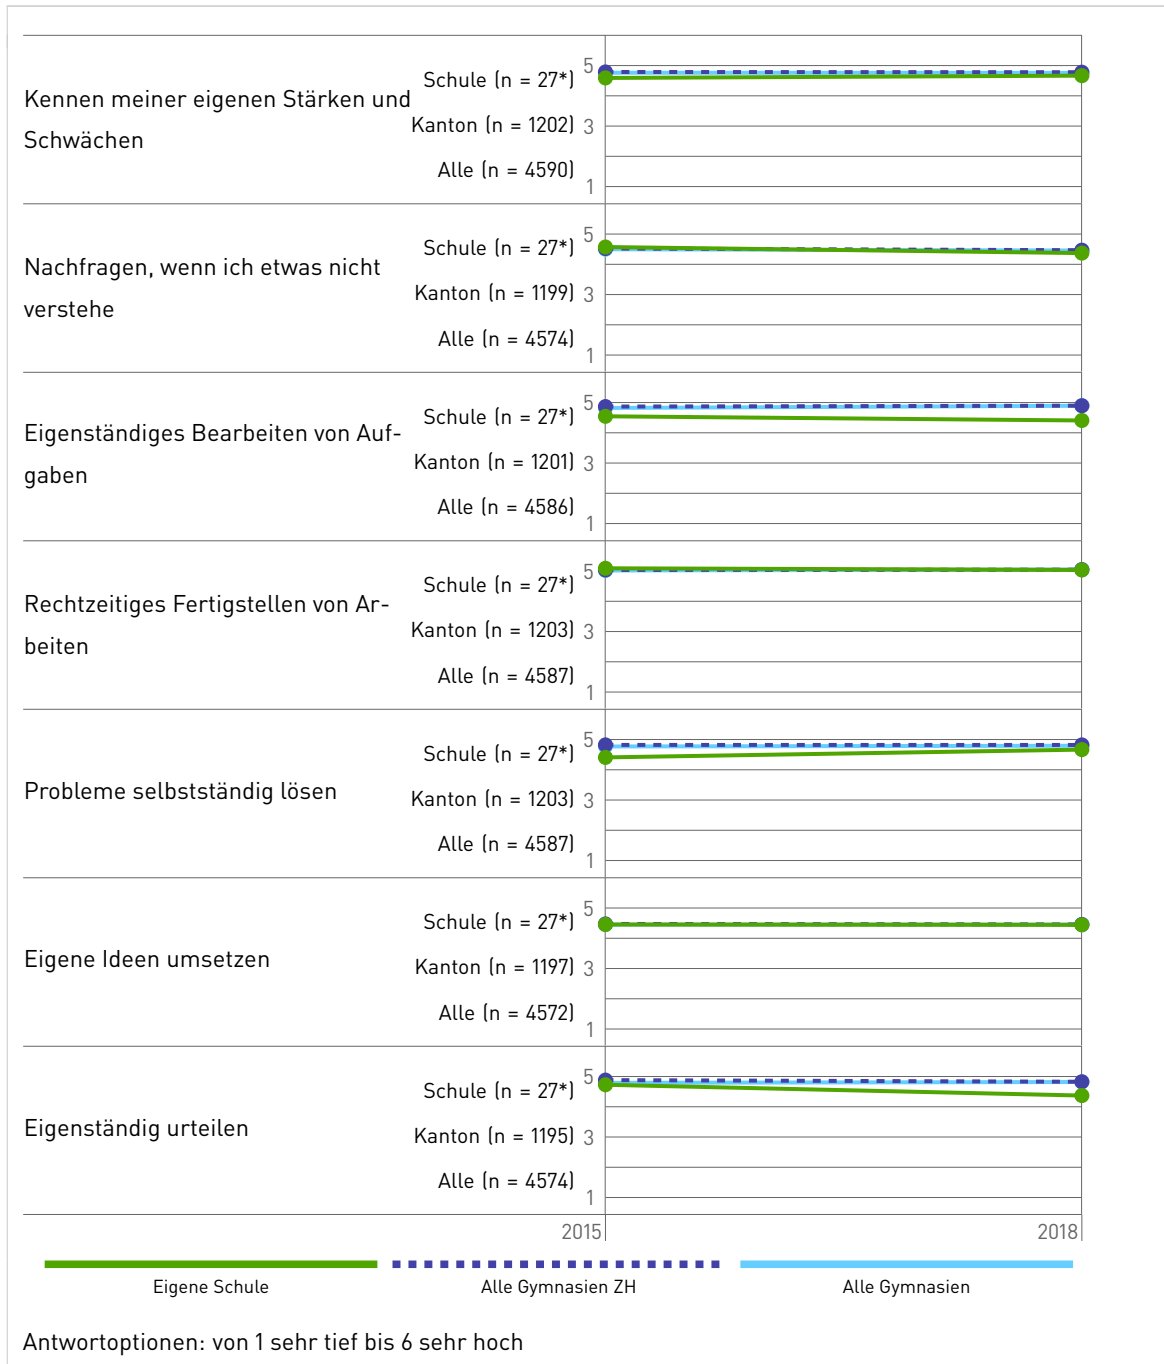 5
Schule (n = 27*)
Kennen meiner eigenen Stärken und
Kanton (n = 1202) 3
Schwächen
Alle (n = 4590)
1
5
Schule (n = 27*)
Nachfragen, wenn ich etwas nicht
Kanton (n = 1199) 3
verstehe
Alle (n = 4574)
1
5
Schule (n = 27*)
Eigenständiges Bearbeiten von Auf-
Kanton (n = 1201) 3
gaben
Alle (n = 4586)
1
5
Schule (n = 27*)
Rechtzeitiges Fertigstellen von Ar-
Kanton (n = 1203) 3
beiten
Alle (n = 4587)
1
5
Schule (n = 27*)
Probleme selbstständig lösen
Kanton (n = 1203) 3
Alle (n = 4587)
1
5
Schule (n = 27*)
Eigene Ideen umsetzen
Kanton (n = 1197) 3
Alle (n = 4572)
1
5
Schule (n = 27*)
Eigenständig urteilen
Kanton (n = 1195) 3
Alle (n = 4574)
1
2015 2018
Eigene Schule Alle Gymnasien ZH Alle Gymnasien
Antwortoptionen: von 1 sehr tief bis 6 sehr hoch